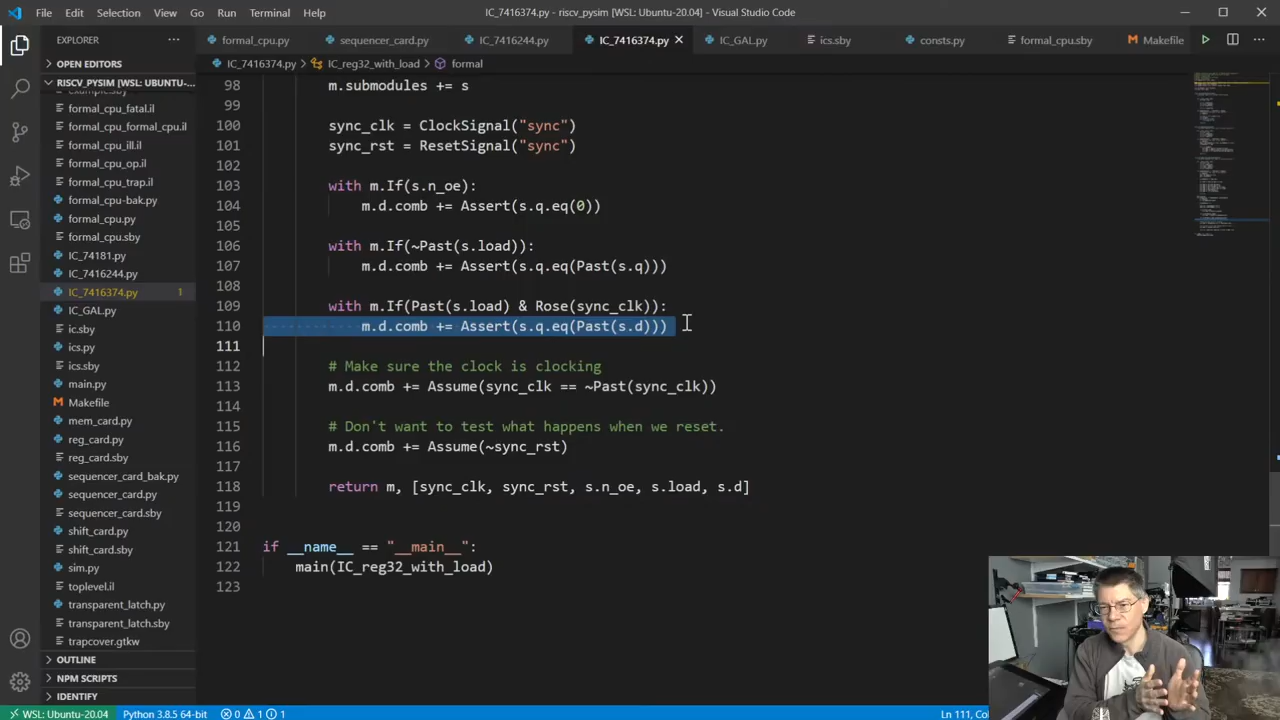 File Edit Selection View Go Run Terminal Help
IC_7416374.py - riscv_pysim [WSL: Ubuntu-20.04] - Visual Studio Code
EXPLORER
formal_cpu.py sequencer_card.py IC_7416244.py IC_7416374.py IC_GAL.py ics.sby consts.py formal_cpu.sby Makefile
OPEN EDITORS
RISCV_PYSIM [WSL: UBUNTU-20...
IC_7416374.py > IC_reg32_with_load > formal
example.sby
formal_cpu_fatal.il
formal_cpu_formal_cpu.il
formal_cpu_ill.il
formal_cpu_op.il
formal_cpu_trap.il
formal_cpu-bak.py
formal_cpu.py
formal_cpu.sby
IC_74181.py
IC_7416244.py
IC_7416374.py 1
IC_GAL.py
ic.sby
ics.py
ics.sby
main.py
Makefile
mem_card.py
reg_card.py
reg_card.sby
sequencer_card_bak.py
sequencer_card.py
sequencer_card.sby
shift_card.py
shift_card.sby
sim.py
toplevel.il
transparent_latch.py
transparent_latch.sby
trapcover.gtkw
OUTLINE
NPM SCRIPTS
IDENTIFY
98 m.submodules += s
99
100 sync_clk = ClockSignal("sync")
101 sync_rst = ResetSignal("sync")
102
103 with m.If(s.n_oe):
104 m.d.comb += Assert(s.q.eq(0))
105
106 with m.If(~Past(s.load)):
107 m.d.comb += Assert(s.q.eq(Past(s.q)))
108
109 with m.If(Past(s.load) & Rose(sync_clk)):
110 m.d.comb += Assert(s.q.eq(Past(s.d)))
111
112 # Make sure the clock is clocking
113 m.d.comb += Assume(sync_clk == ~Past(sync_clk))
114
115 # Don't want to test what happens when we reset.
116 m.d.comb += Assume(~sync_rst)
117
118 return m, [sync_clk, sync_rst, s.n_oe, s.load, s.d]
119
120
121 if __name__ == "__main__":
122 main(IC_reg32_with_load)
123
WSL: Ubuntu-20.04 Python 3.8.5 64-bit 0 1 1 Ln 111, Col